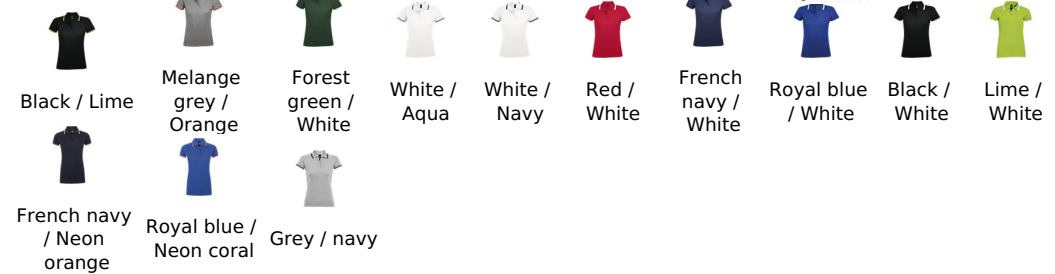 Black / Lime
Melange
grey /
Orange
Forest
green /
White
White /
Aqua
White /
Navy
Red /
White
French
navy /
White
Royal blue
/ White
Black /
White
Lime /
White
French navy
/ Neon
orange
Royal blue /
Neon coral
Grey / navy